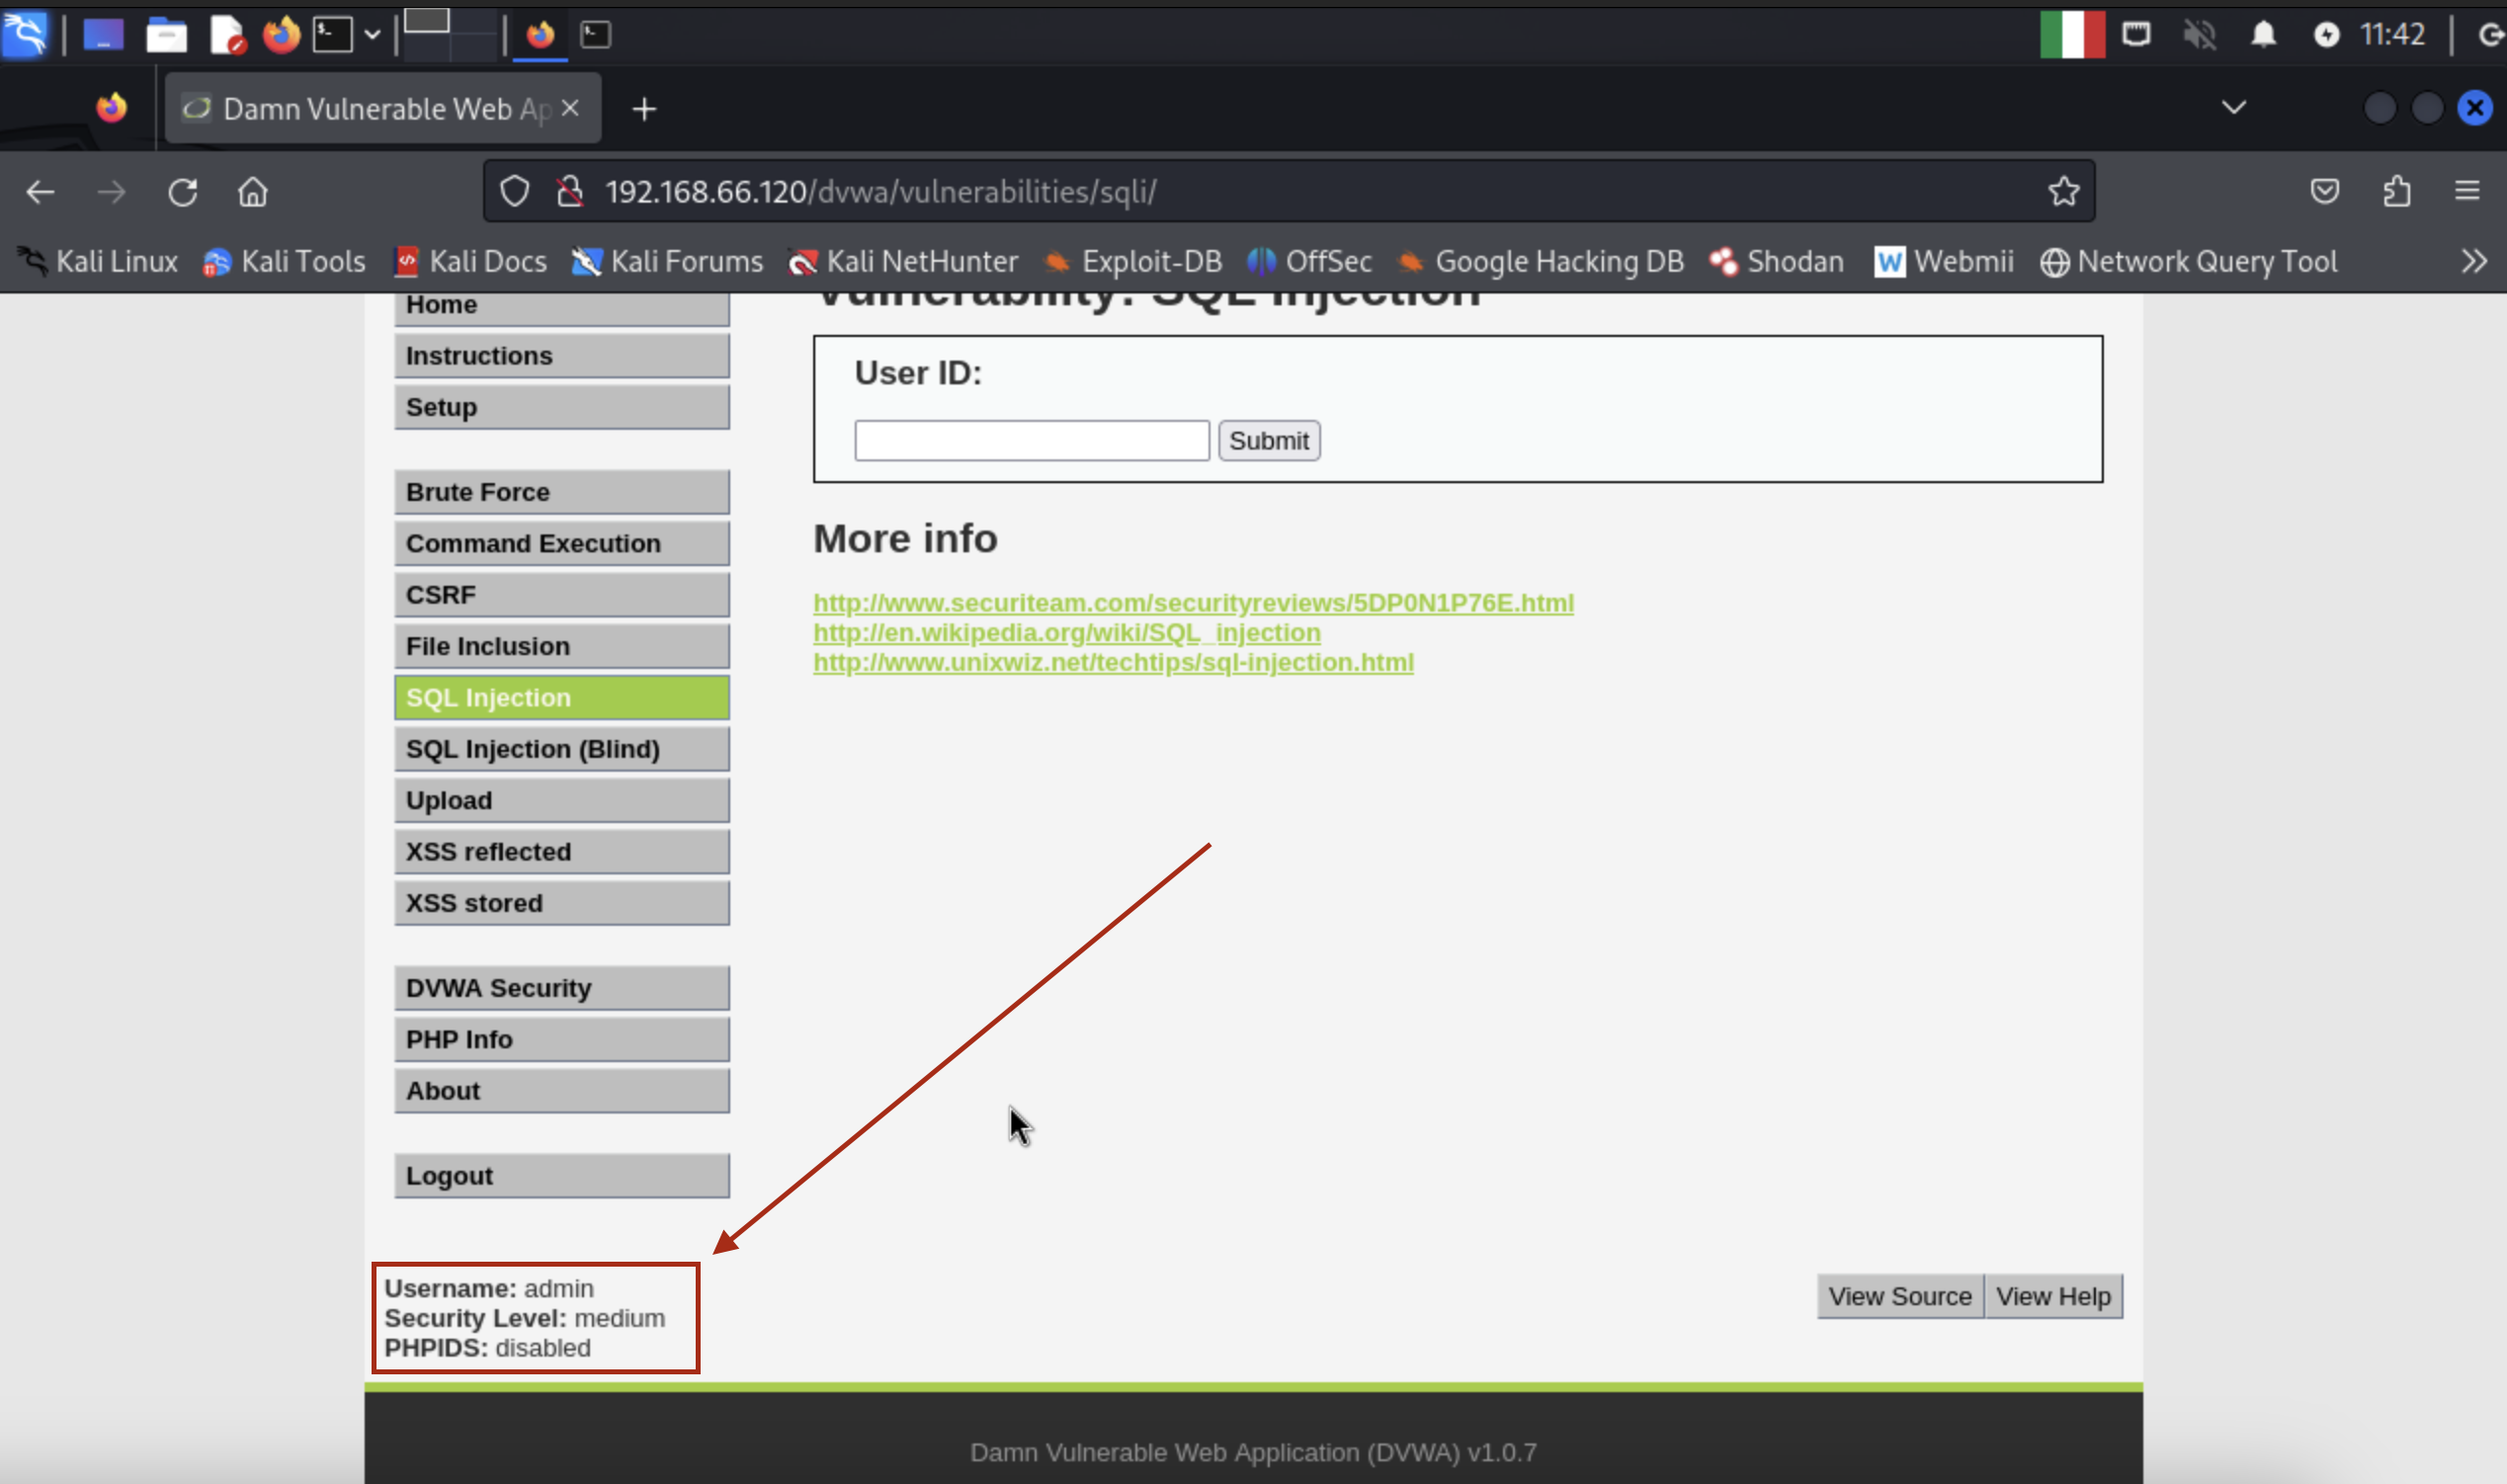 11:42
Damn Vulnerable Web Ap
192.168.66.120/dvwa/vulnerabilities/sqli/
Kali Linux Kali Tools Kali Docs Kali Forums Kali NetHunter Exploit-DB OffSec Google Hacking DB Shodan Webmii Network Query Tool
Vulnerability: SQL Injection
Home
Instructions
Setup
Brute Force
Command Execution
CSRF
File Inclusion
SQL Injection
SQL Injection (Blind)
Upload
XSS reflected
XSS stored
DVWA Security
PHP Info
About
Logout
User ID:
Submit
More info
http://www.securiteam.com/securityreviews/5DP0N1P76E.html
http://en.wikipedia.org/wiki/SQL_injection
http://www.unixwiz.net/techtips/sql-injection.html
Username: admin
Security Level: medium
PHPIDS: disabled
View Source View Help
Damn Vulnerable Web Application (DVWA) v1.0.7